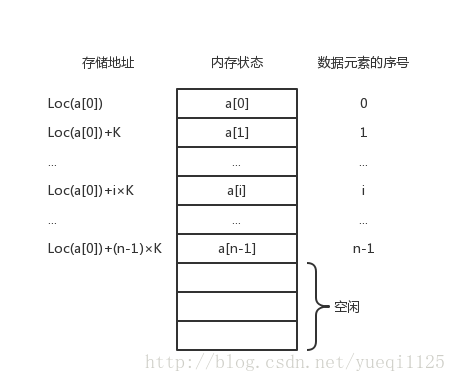 存储地址 内存状态 数据元素的序号
Loc(a[0]) a[0] 0
Loc(a[0])+K a[1] 1
... ... ...
Loc(a[0])+i×K a[i] i
... ... ...
Loc(a[0])+(n-1)×K a[n-1] n-1
空闲
http://blog.csdn.net/yueqi1125